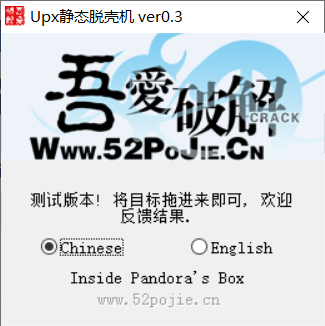 Upx静态脱壳机 ver0.3
吾愛破解
CRACK
Www.52PoJie.Cn
测试版本! 将目标拖进来即可, 欢迎
反馈结果.
Chinese English
Inside Pandora's Box
www.52pojie.cn